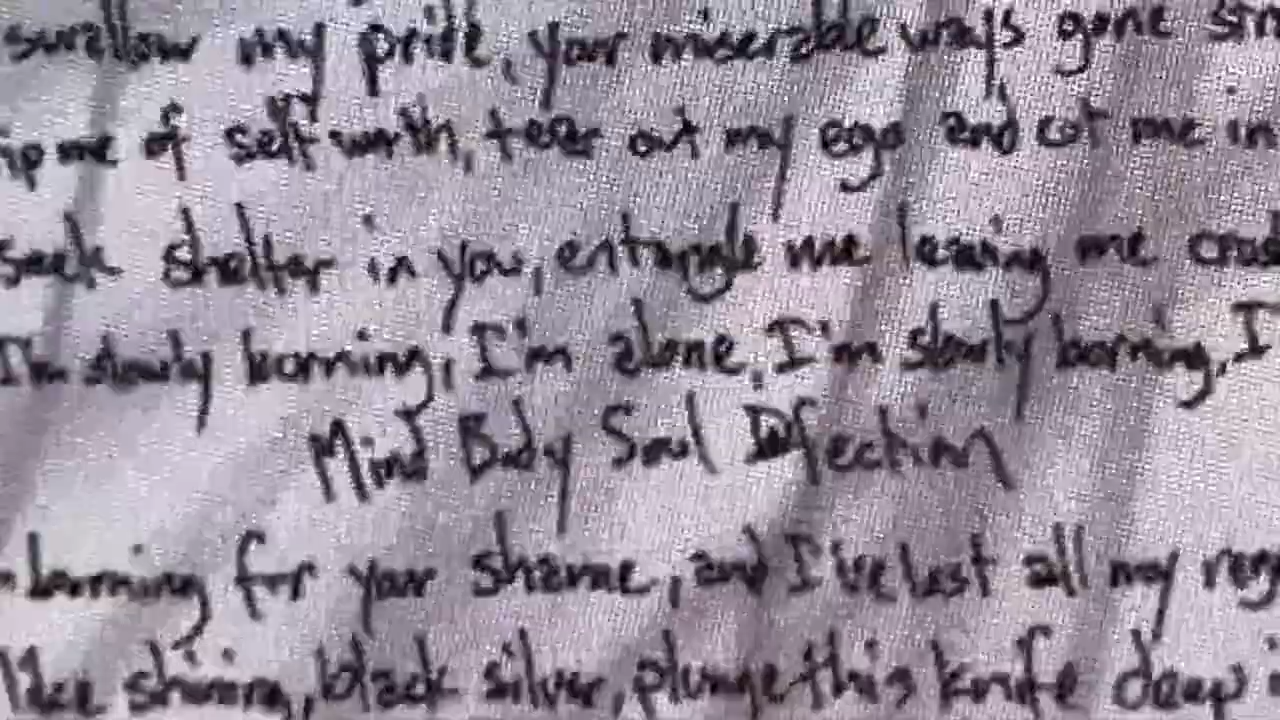 swallow my pride, your miserable ways gone
ip me of self worth, tear out my ego and cut me in
seek shelter in you, entangle me leaving me
I'm slowly burning, I'm alone, I'm slowly burning, I
Mind Body Soul Defection
burning for your shame, and I've lost all my
like shining, black silver, plunge this knife deep i